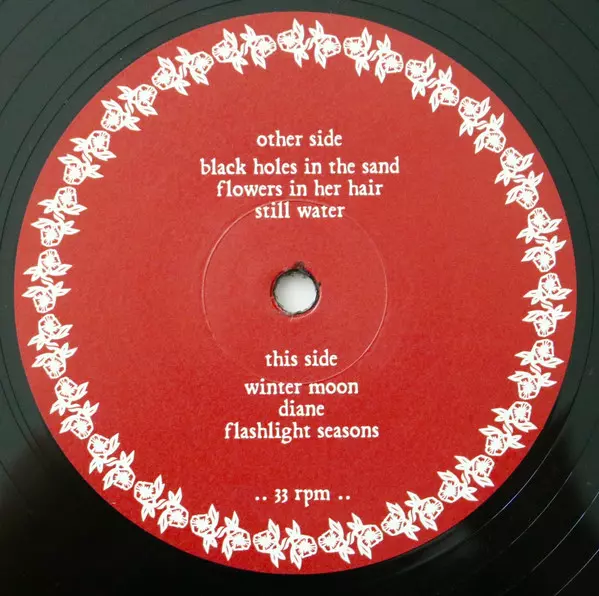 other side
black holes in the sand
flowers in her hair
still water
this side
winter moon
diane
flashlight seasons
.. 33 rpm ..